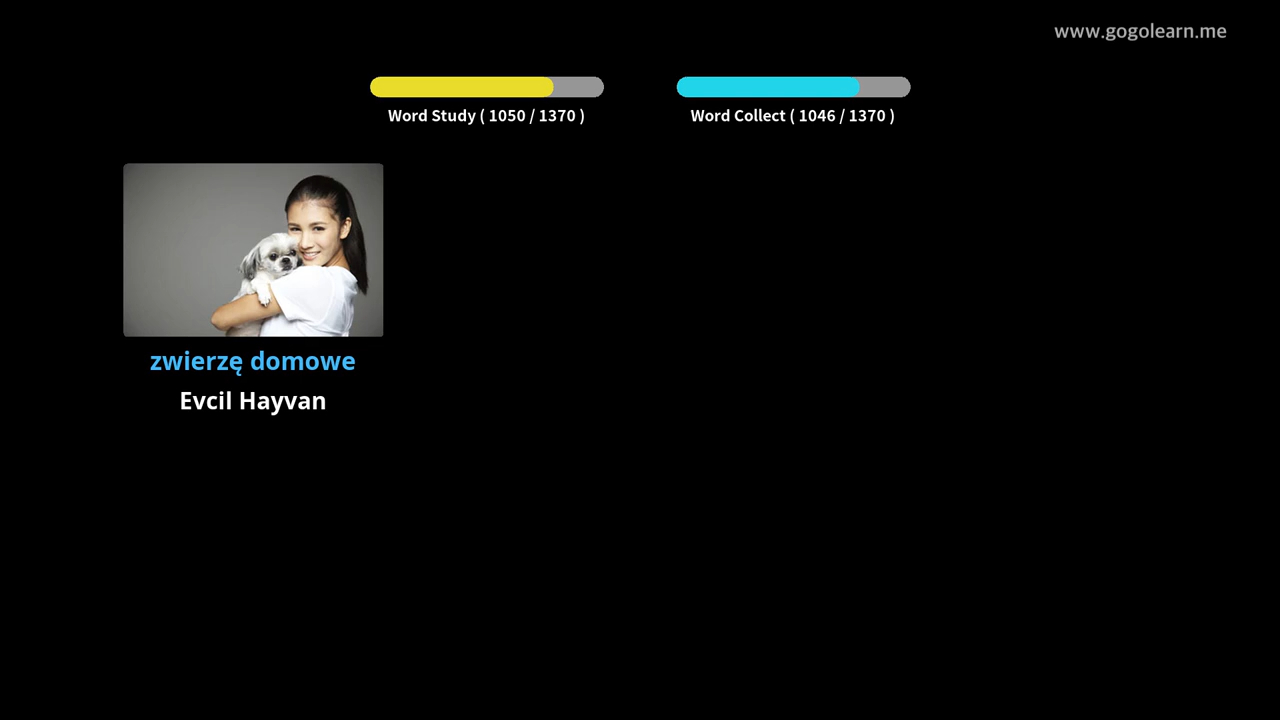 www.gogolearn.me
Word Study ( 1050 / 1370 )
Word Collect ( 1046 / 1370 )
zwierzę domowe
Evcil Hayvan